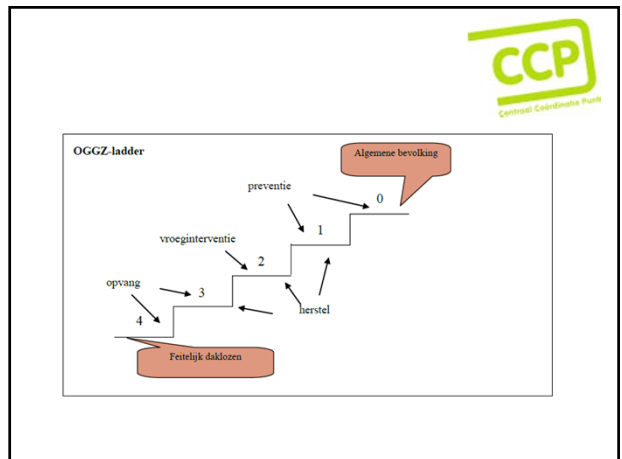 CCP
Centraal Coördinatie Punt
OGGZ-ladder
Algemene bevolking
preventie
0
1
vroeginterventie
2
opvang
3
herstel
4
Feitelijk daklozen